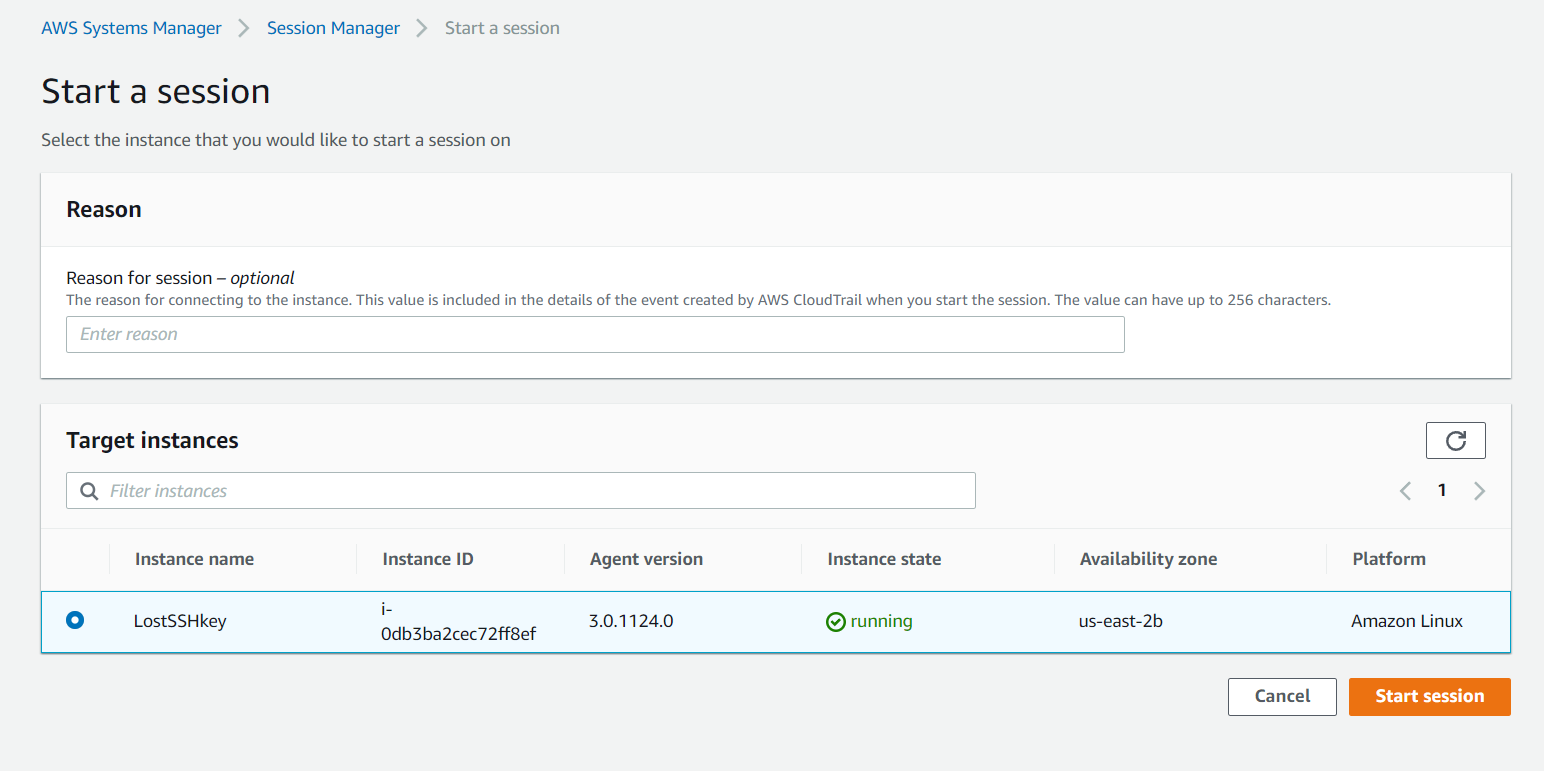 AWS Systems Manager > Session Manager > Start a session
Start a session
Select the instance that you would like to start a session on
Reason
Reason for session – optional
The reason for connecting to the instance. This value is included in the details of the event created by AWS CloudTrail when you start the session. The value can have up to 256 characters.
Enter reason
Target instances
Filter instances
1
Instance name Instance ID Agent version Instance state Availability zone Platform
LostSSHkey i-0db3ba2cec72ff8ef 3.0.1124.0 running us-east-2b Amazon Linux
Cancel Start session